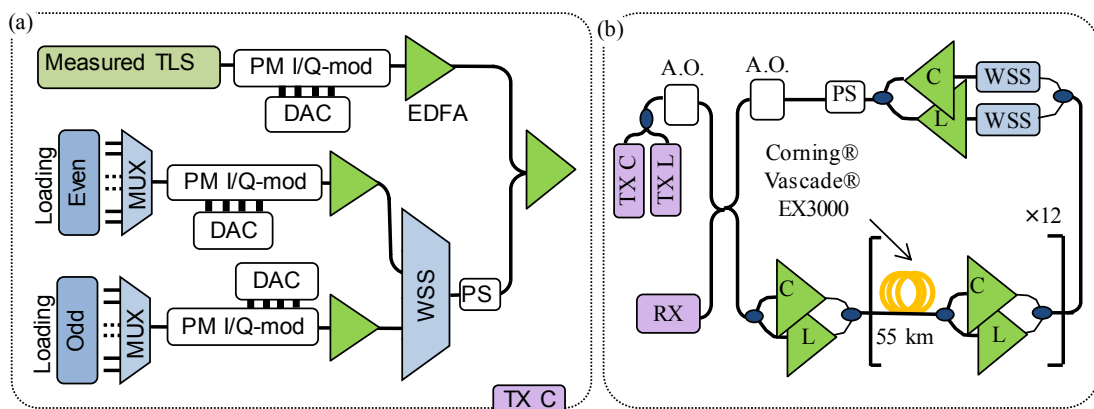 (a)
Measured TLS
PM I/Q-mod
DAC
EDFA
Loading
Even
MUX
PM I/Q-mod
DAC
Loading
Odd
MUX
DAC
PM I/Q-mod
WSS
PS
TX C
(b)
A.O.
A.O.
PS
C
L
WSS
WSS
TX C
TX L
Corning®
Vascade®
EX3000
×12
RX
C
L
55 km
C
L